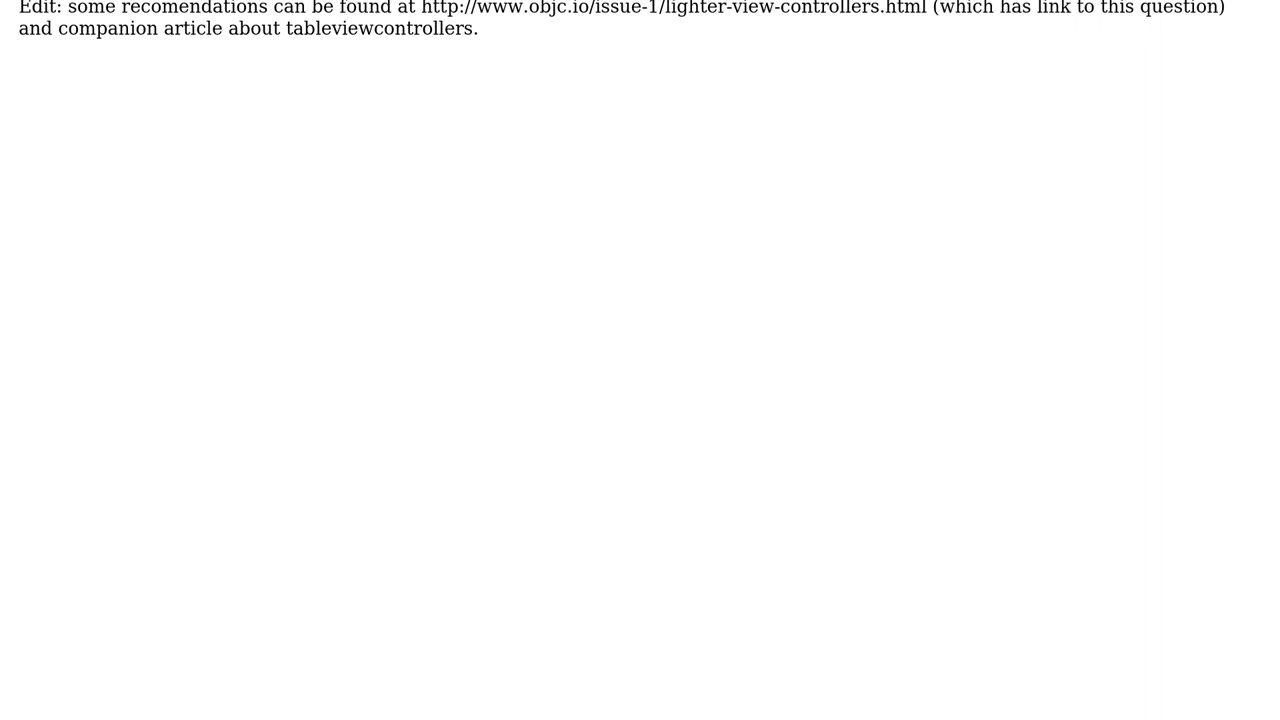 Edit: some recomendations can be found at http://www.objc.io/issue-1/lighter-view-controllers.html (which has link to this question)
and companion article about tableviewcontrollers.